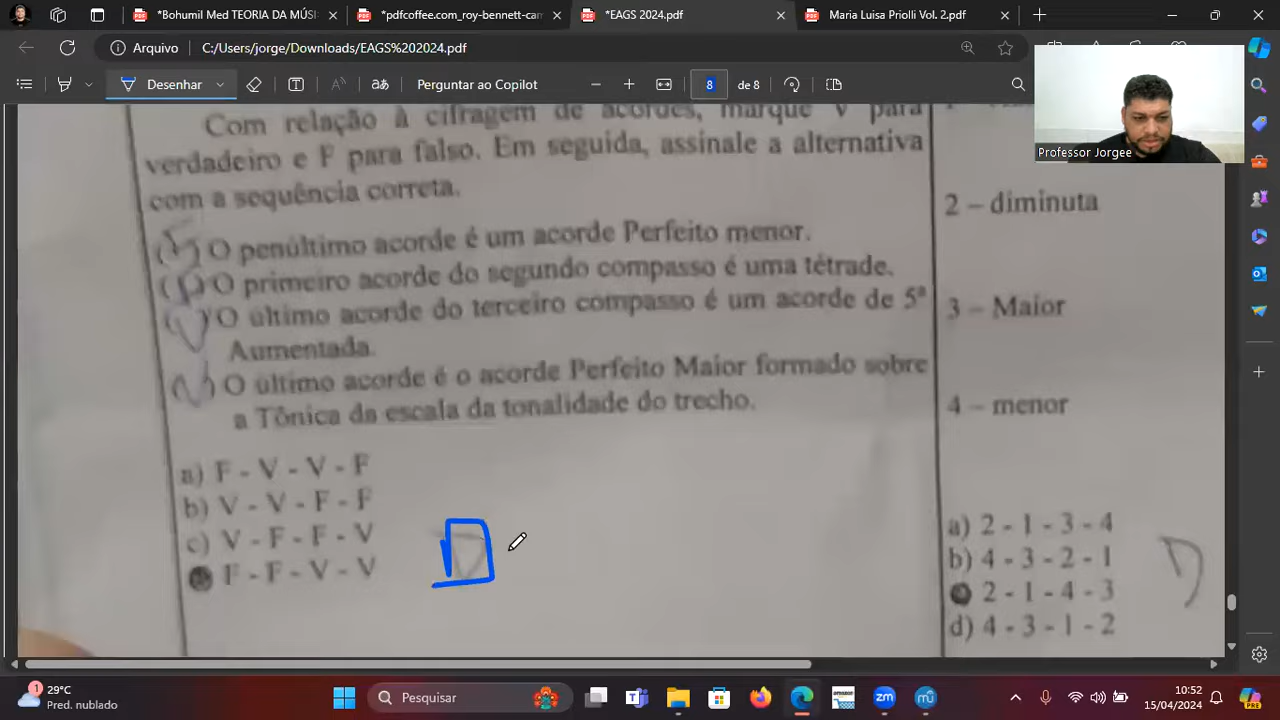 *Bohumil Med TEORIA DA MÚSI
*pdfcoffee.com_roy-bennett-cam
*EAGS 2024.pdf
Maria Luisa Priolli Vol. 2.pdf
Arquivo
C:/Users/jorge/Downloads/EAGS%202024.pdf
Desenhar
Perguntar ao Copilot
8
de 8
Professor Jorgee
Com relação à cifragem de acordes, marque V para
verdadeiro e F para falso. Em seguida, assinale a alternativa
com a sequência correta.
( ) O penúltimo acorde é um acorde Perfeito menor.
( ) O primeiro acorde do segundo compasso é uma tétrade.
( V ) O último acorde do terceiro compasso é um acorde de 5ª
Aumentada.
( V ) O último acorde é o acorde Perfeito Maior formado sobre
a Tônica da escala da tonalidade do trecho.
a) F - V - V - F
b) V - V - F - F
c) V - F - F - V
F - F - V - V
D
2 – diminuta
3 – Maior
4 – menor
a) 2 - 1 - 3 - 4
b) 4 - 3 - 2 - 1
2 - 1 - 4 - 3
d) 4 - 3 - 1 - 2
D
1
29°C
Pred. nublado
Pesquisar
10:52
15/04/2024